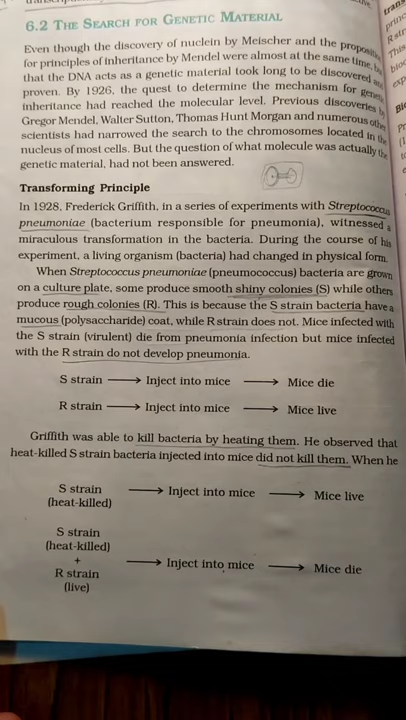 6.2 THE SEARCH FOR GENETIC MATERIAL
Even though the discovery of nuclein by Meischer and the proposition
for principles of inheritance by Mendel were almost at the same time, but
that the DNA acts as a genetic material took long to be discovered and
proven. By 1926, the quest to determine the mechanism for genetic
inheritance had reached the molecular level. Previous discoveries by
Gregor Mendel, Walter Sutton, Thomas Hunt Morgan and numerous other
scientists had narrowed the search to the chromosomes located in the
nucleus of most cells. But the question of what molecule was actually the
genetic material, had not been answered.
Transforming Principle
In 1928, Frederick Griffith, in a series of experiments with Streptococcus
pneumoniae (bacterium responsible for pneumonia), witnessed a
miraculous transformation in the bacteria. During the course of his
experiment, a living organism (bacteria) had changed in physical form.
When Streptococcus pneumoniae (pneumococcus) bacteria are grown
on a culture plate, some produce smooth shiny colonies (S) while others
produce rough colonies (R). This is because the S strain bacteria have a
mucous (polysaccharide) coat, while R strain does not. Mice infected with
the S strain (virulent) die from pneumonia infection but mice infected
with the R strain do not develop pneumonia.
S strain → Inject into mice → Mice die
R strain → Inject into mice → Mice live
Griffith was able to kill bacteria by heating them. He observed that
heat-killed S strain bacteria injected into mice did not kill them. When he
S strain → Inject into mice → Mice live
(heat-killed)
S strain
(heat-killed)
+ → Inject into mice → Mice die
R strain
(live)